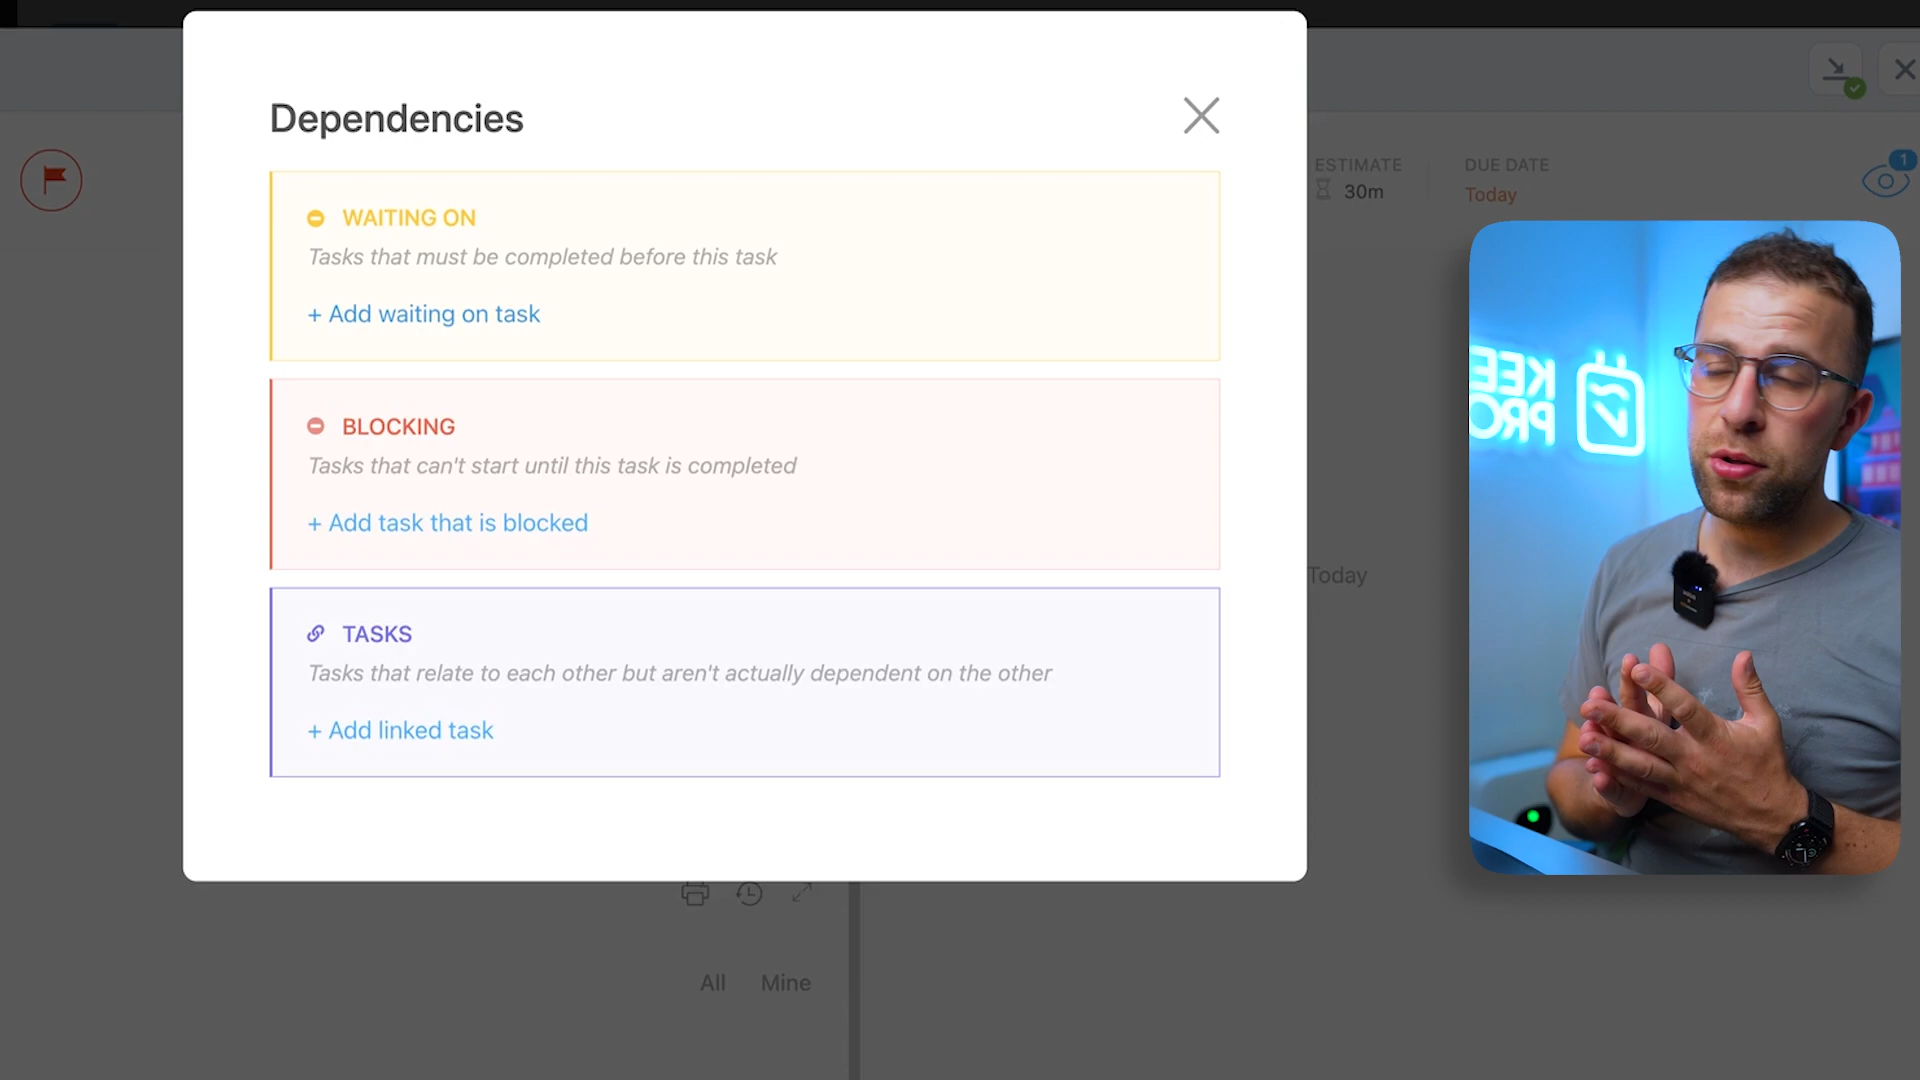 Dependencies
WAITING ON
Tasks that must be completed before this task
+ Add waiting on task
BLOCKING
Tasks that can't start until this task is completed
+ Add task that is blocked
TASKS
Tasks that relate to each other but aren't actually dependent on the other
+ Add linked task
ESTIMATE
30m
DUE DATE
Today
1
KEE
PRO
Today
All
Mine